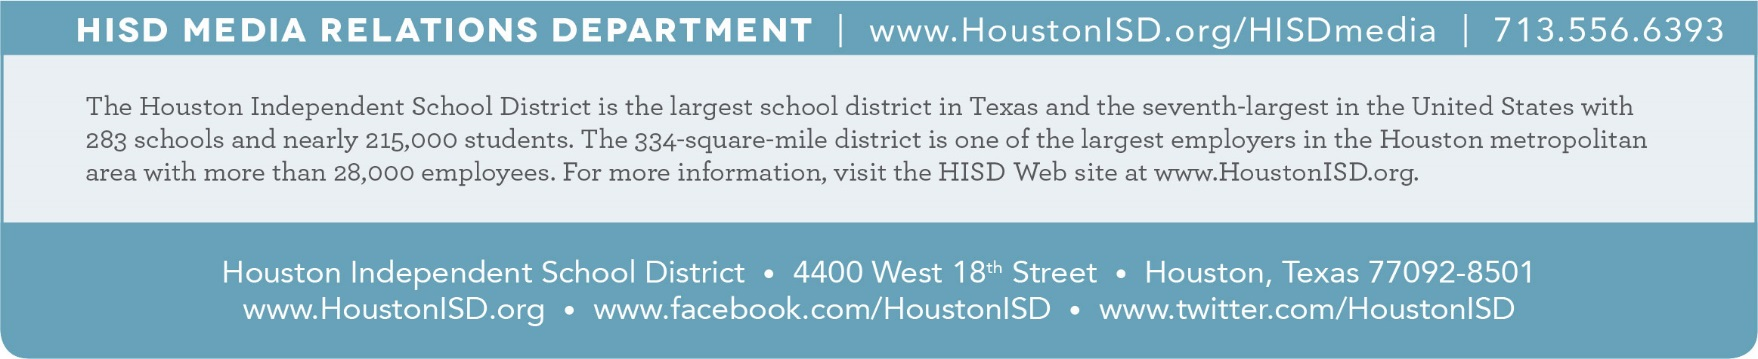 HISD MEDIA RELATIONS DEPARTMENT | www.HoustonISD.org/HISDmedia | 713.556.6393
The Houston Independent School District is the largest school district in Texas and the seventh-largest in the United States with
283 schools and nearly 215,000 students. The 334-square-mile district is one of the largest employers in the Houston metropolitan
area with more than 28,000 employees. For more information, visit the HISD Web site at www.HoustonISD.org.
Houston Independent School District • 4400 West 18th Street • Houston, Texas 77092-8501
www.HoustonISD.org • www.facebook.com/HoustonISD • www.twitter.com/HoustonISD